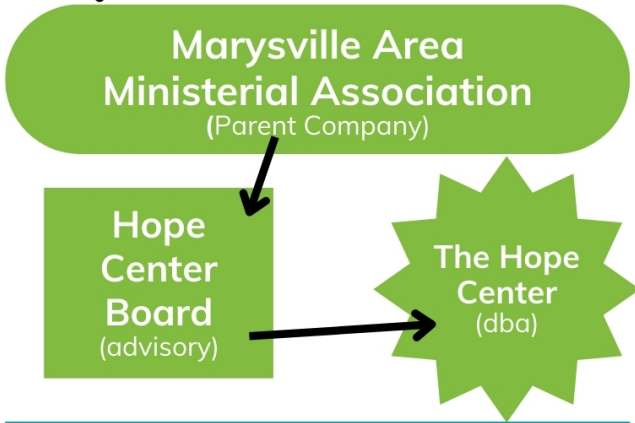 Marysville Area
Ministerial Association
(Parent Company)
Hope
Center
Board
(advisory)
The Hope
Center
(dba)